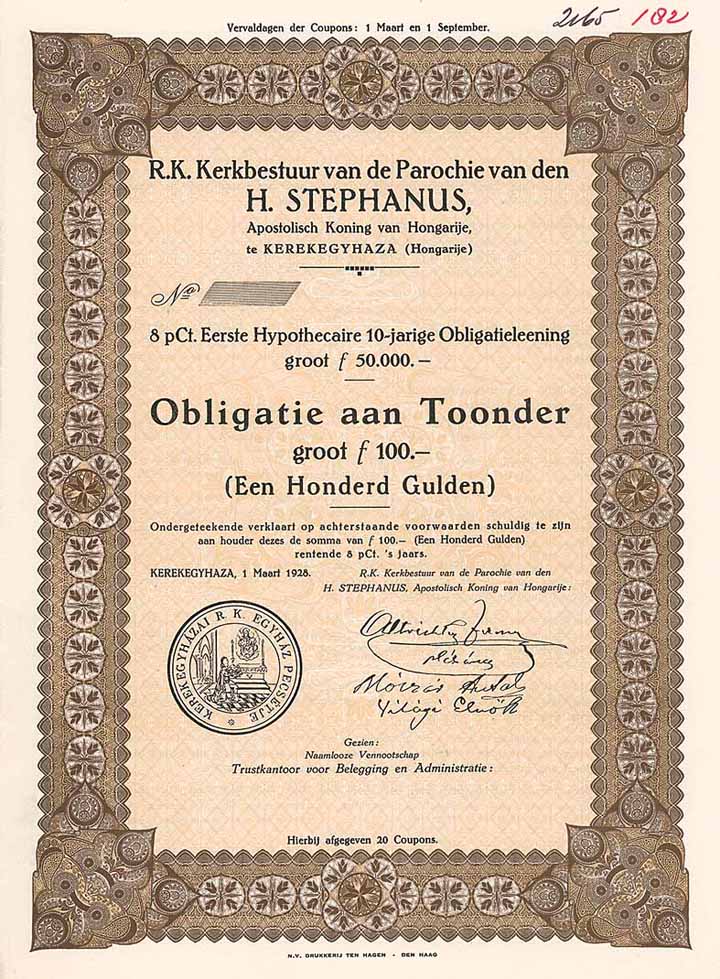 Vervaldagen der Coupons: 1 Maart en 1 September.
2165 182
R.K. Kerkbestuur van de Parochie van den
H. STEPHANUS,
Apostolisch Koning van Hongarije,
te KEREKEGYHAZA (Hongarije)
No
8 pCt. Eerste Hypothecaire 10-jarige Obligatieleening
groot f 50.000.—
Obligatie aan Toonder
groot f 100.—
(Een Honderd Gulden)
Ondergeteekende verklaart op achterstaande voorwaarden schuldig te zijn
aan houder dezes de somma van f 100.— (Een Honderd Gulden)
rentende 8 pCt. 's jaars.
KEREKEGYHAZA, 1 Maart 1928.
R.K. Kerkbestuur van de Parochie van den
H. STEPHANUS, Apostolisch Koning van Hongarije:
KEREKEGYHÁZAI R. K. EGYHÁZ PECSÉTJE
plébános
Világi Elnök
Gezien:
Naamlooze Vennootschap
Trustkantoor voor Belegging en Administratie:
Hierbij afgegeven 20 Coupons.
N.V. DRUKKERIJ TEN HAGEN - DEN HAAG